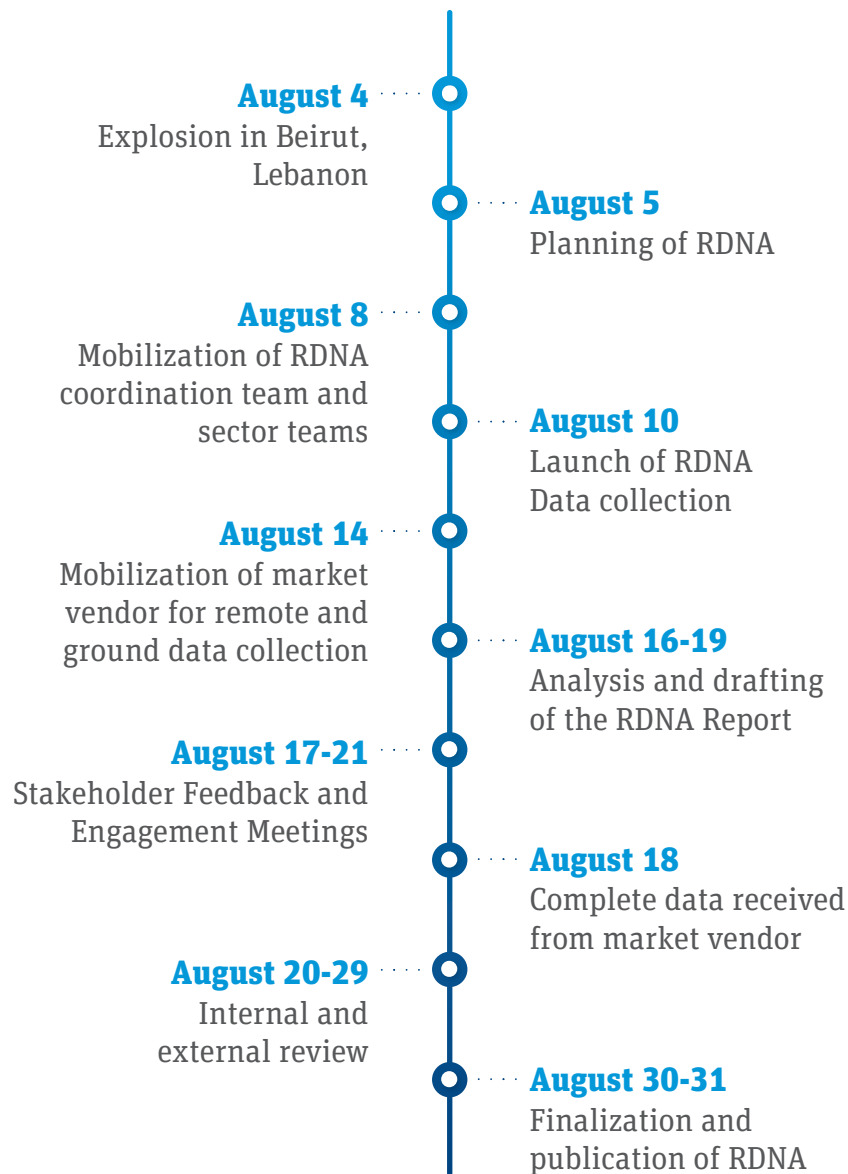 August 4
Explosion in Beirut,
Lebanon
August 5
Planning of RDNA
August 8
Mobilization of RDNA
coordination team and
sector teams
August 10
Launch of RDNA
Data collection
August 14
Mobilization of market
vendor for remote and
ground data collection
August 16-19
Analysis and drafting
of the RDNA Report
August 17-21
Stakeholder Feedback and
Engagement Meetings
August 18
Complete data received
from market vendor
August 20-29
Internal and
external review
August 30-31
Finalization and
publication of RDNA